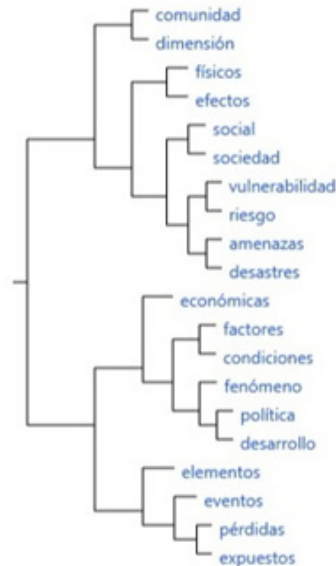 comunidad
dimensión
físicos
efectos
social
sociedad
vulnerabilidad
riesgo
amenazas
desastres
económicas
factores
condiciones
fenómeno
política
desarrollo
elementos
eventos
pérdidas
expuestos